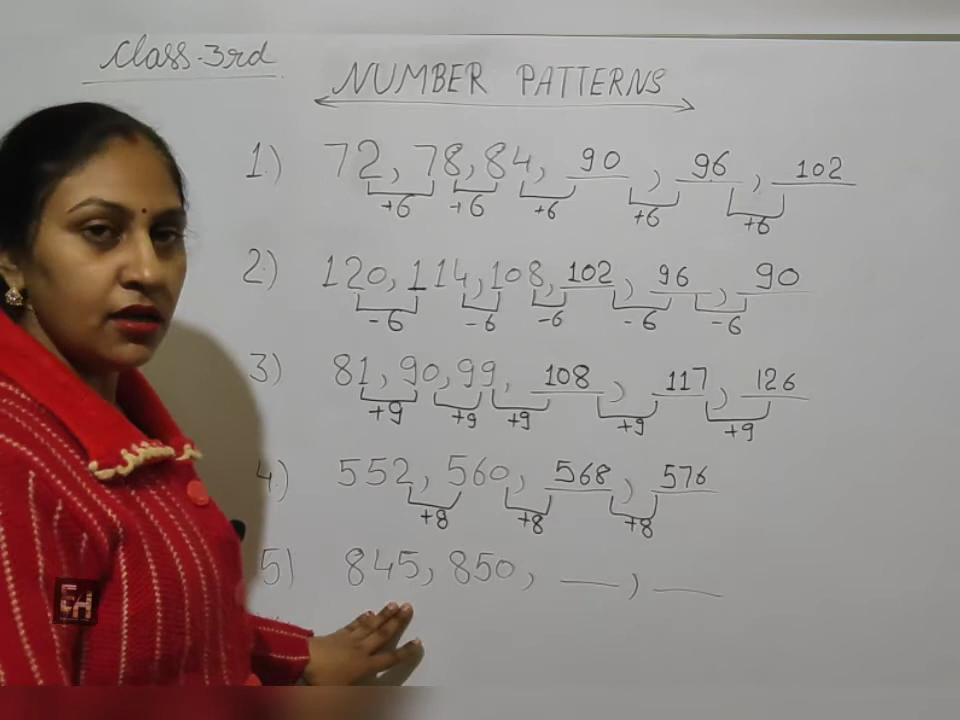 Class-3rd
NUMBER PATTERNS
1.) 72, 78, 84, 90, 96, 102
+6 +6 +6 +6 +6
2.) 120, 114, 108, 102, 96, 90
-6 -6 -6 -6 -6
3.) 81, 90, 99, 108, 117, 126
+9 +9 +9 +9 +9
4.) 552, 560, 568, 576
+8 +8 +8
5.) 845, 850, __, __
EH